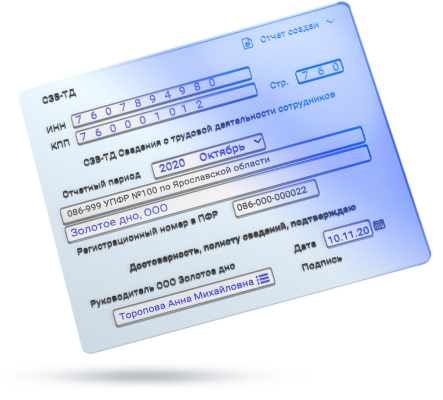 Отчет создан
СЗВ-ТД
ИНН 7607894980
КПП 760001012 Стр. 760
СЗВ-ТД Сведения о трудовой деятельности сотрудников
Отчетный период 2020 Октябрь
086-999 УПФР №100 по Ярославской области
Золотое дно, ООО
Регистрационный номер в ПФР 086-000-000022
Достоверность, полноту сведений, подтверждаю
Руководитель ООО Золотое дно Дата 10.11.20
Торопова Анна Михайловна Подпись